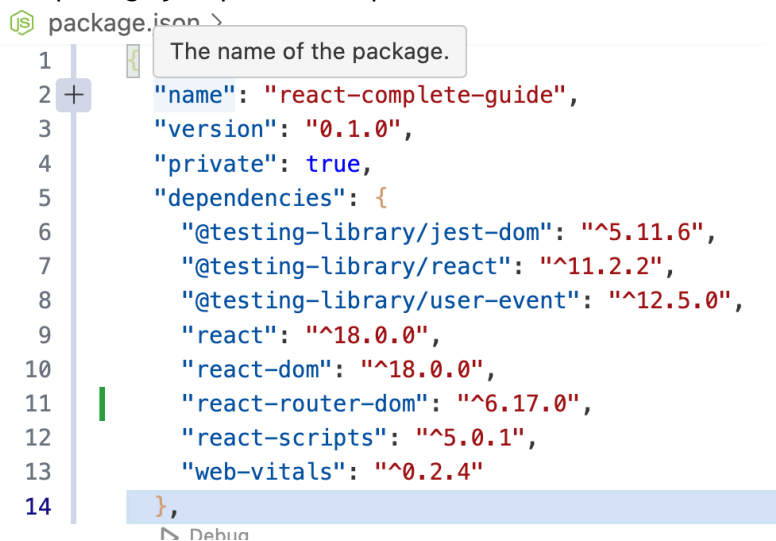 package.json >
The name of the package.
1 {
2 + "name": "react-complete-guide",
3 "version": "0.1.0",
4 "private": true,
5 "dependencies": {
6 "@testing-library/jest-dom": "^5.11.6",
7 "@testing-library/react": "^11.2.2",
8 "@testing-library/user-event": "^12.5.0",
9 "react": "^18.0.0",
10 "react-dom": "^18.0.0",
11 "react-router-dom": "^6.17.0",
12 "react-scripts": "^5.0.1",
13 "web-vitals": "^0.2.4"
14 },
Debug